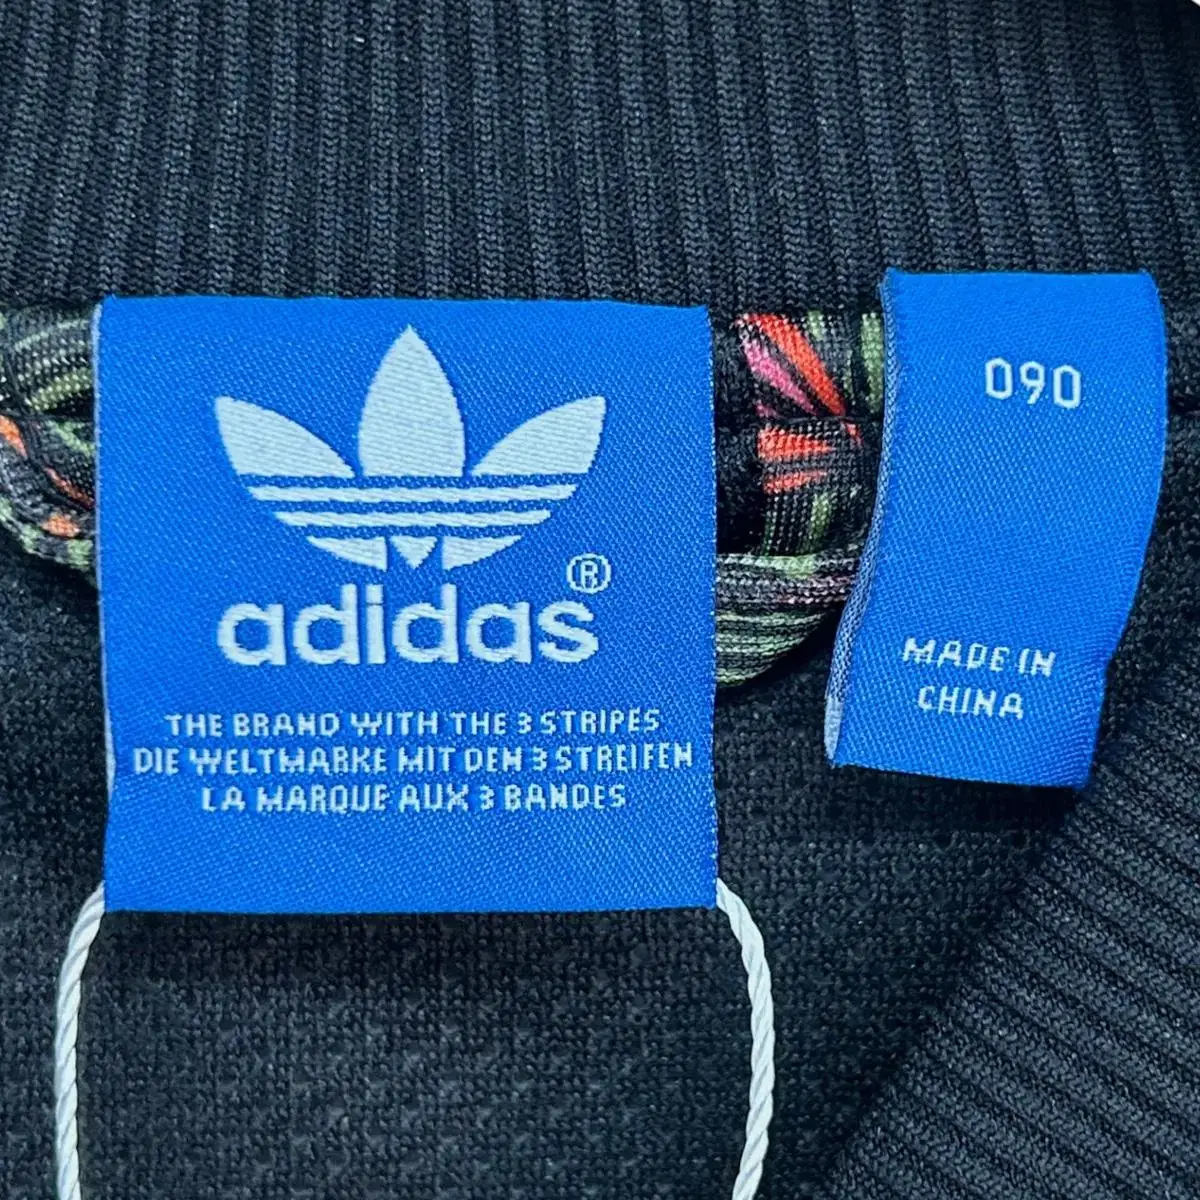 adidas®
THE BRAND WITH THE 3 STRIPES
DIE WELTMARKE MIT DEN 3 STREIFEN
LA MARQUE AUX 3 BANDES
090
MADE IN
CHINA